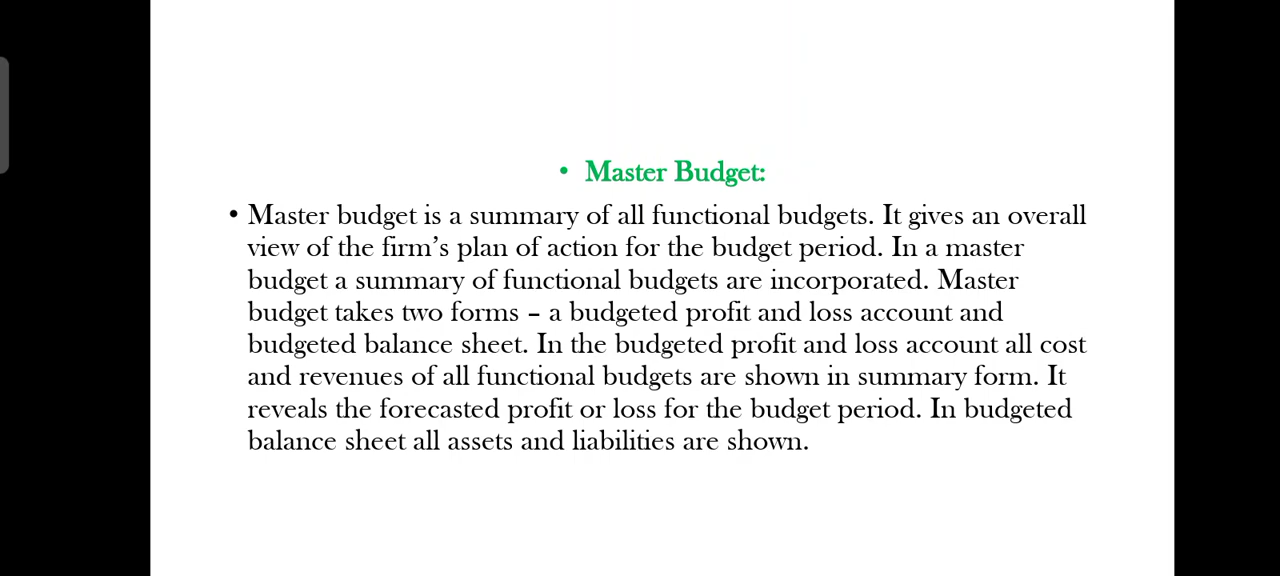 • Master Budget:
• Master budget is a summary of all functional budgets. It gives an overall
view of the firm’s plan of action for the budget period. In a master
budget a summary of functional budgets are incorporated. Master
budget takes two forms – a budgeted profit and loss account and
budgeted balance sheet. In the budgeted profit and loss account all cost
and revenues of all functional budgets are shown in summary form. It
reveals the forecasted profit or loss for the budget period. In budgeted
balance sheet all assets and liabilities are shown.